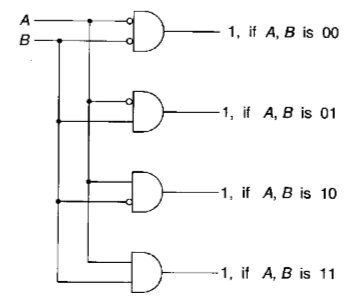 A
B
1, if A, B is 00
1, if A, B is 01
1, if A, B is 10
1, if A, B is 11